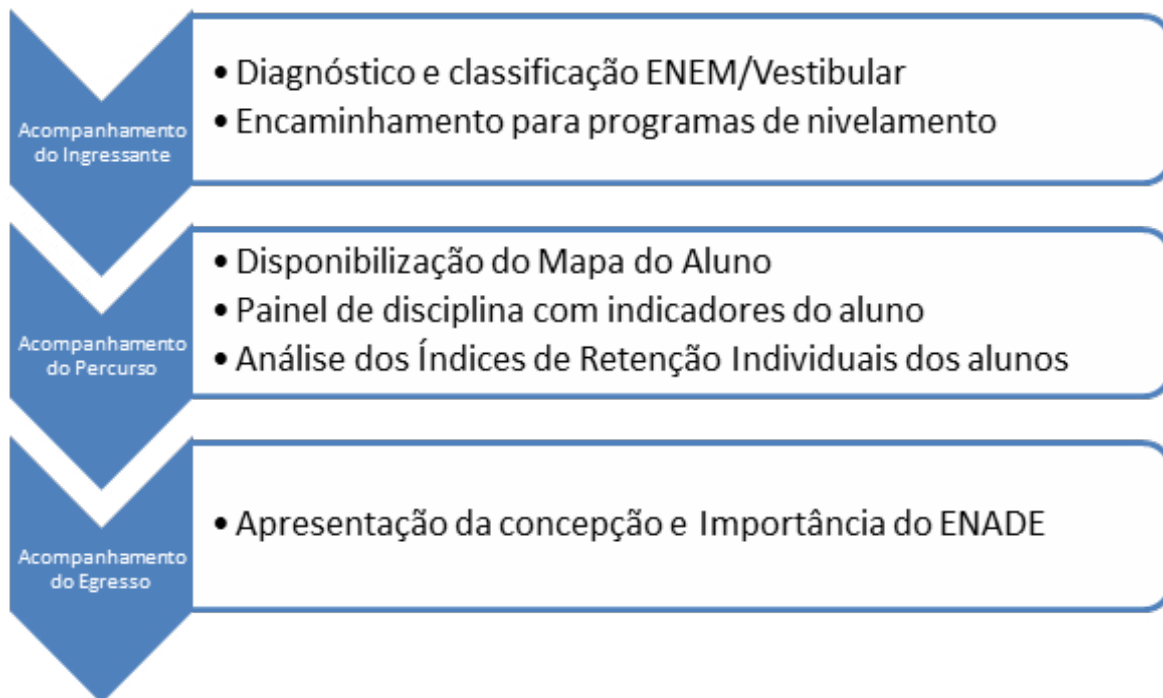 Acompanhamento
do Ingressante
• Diagnóstico e classificação ENEM/Vestibular
• Encaminhamento para programas de nivelamento
Acompanhamento
do Percurso
• Disponibilização do Mapa do Aluno
• Painel de disciplina com indicadores do aluno
• Análise dos Índices de Retenção Individuais dos alunos
Acompanhamento
do Egresso
• Apresentação da concepção e Importância do ENADE